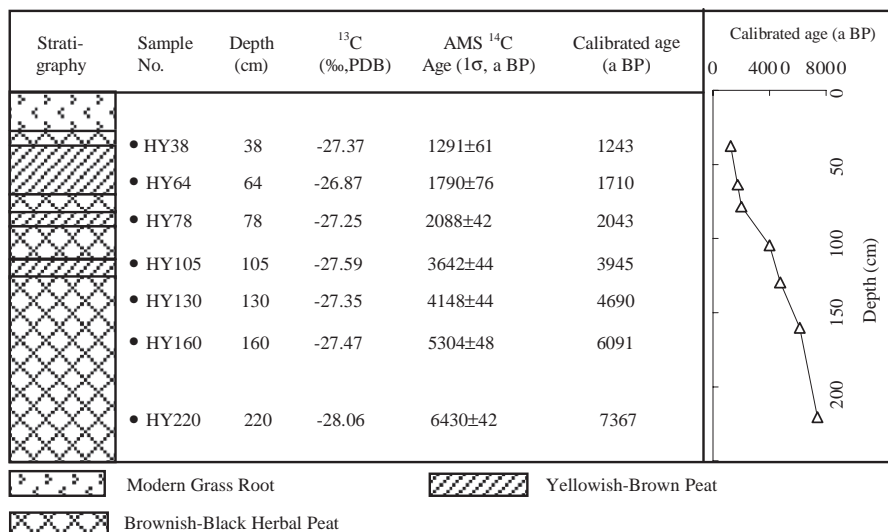 Strati-
graphy
Sample
No.
Depth
(cm)
¹³C
(‰,PDB)
AMS ¹⁴C
Age (1σ, a BP)
Calibrated age
(a BP)
HY38 38 -27.37 1291±61 1243
HY64 64 -26.87 1790±76 1710
HY78 78 -27.25 2088±42 2043
HY105 105 -27.59 3642±44 3945
HY130 130 -27.35 4148±44 4690
HY160 160 -27.47 5304±48 6091
HY220 220 -28.06 6430±42 7367
Calibrated age (a BP)
0 4000 8000
0
50
100
150
200
Depth (cm)
Modern Grass Root
Yellowish-Brown Peat
Brownish-Black Herbal Peat